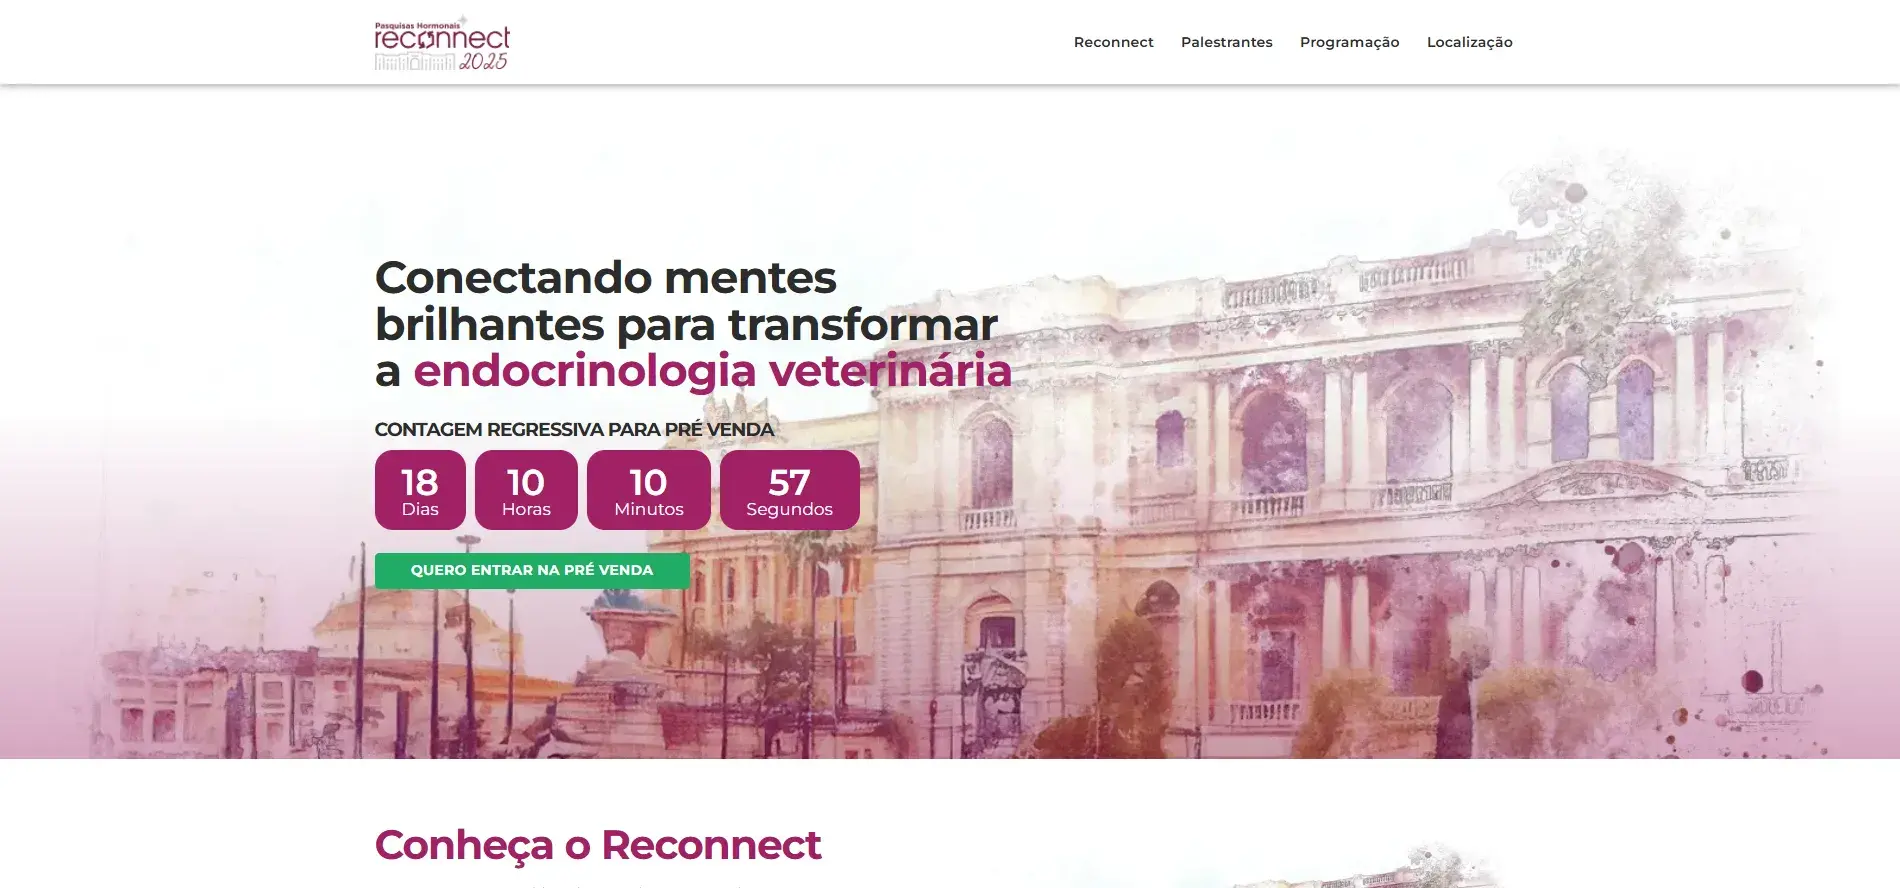 Pasquisas Hormonais
reconnect
2025
Reconnect
Palestrantes
Programação
Localização
Conectando mentes
brilhantes para transformar
a endocrinologia veterinária
CONTAGEM REGRESSIVA PARA PRÉ VENDA
18
Dias
10
Horas
10
Minutos
57
Segundos
QUERO ENTRAR NA PRÉ VENDA
Conheça o Reconnect